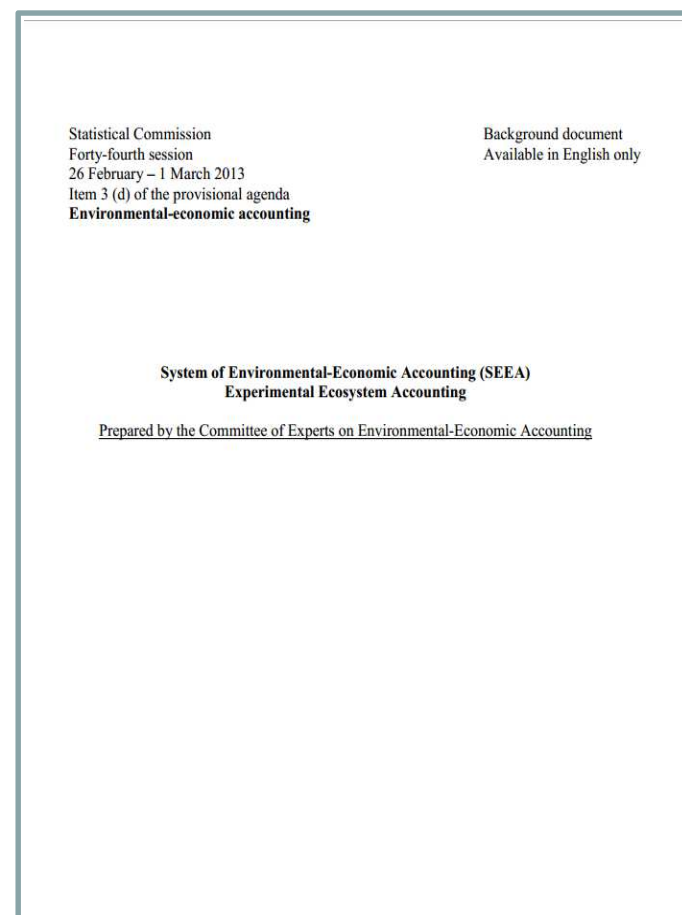 Statistical Commission
Forty-fourth session
26 February – 1 March 2013
Item 3 (d) of the provisional agenda
Environmental-economic accounting
Background document
Available in English only
System of Environmental-Economic Accounting (SEEA)
Experimental Ecosystem Accounting
Prepared by the Committee of Experts on Environmental-Economic Accounting